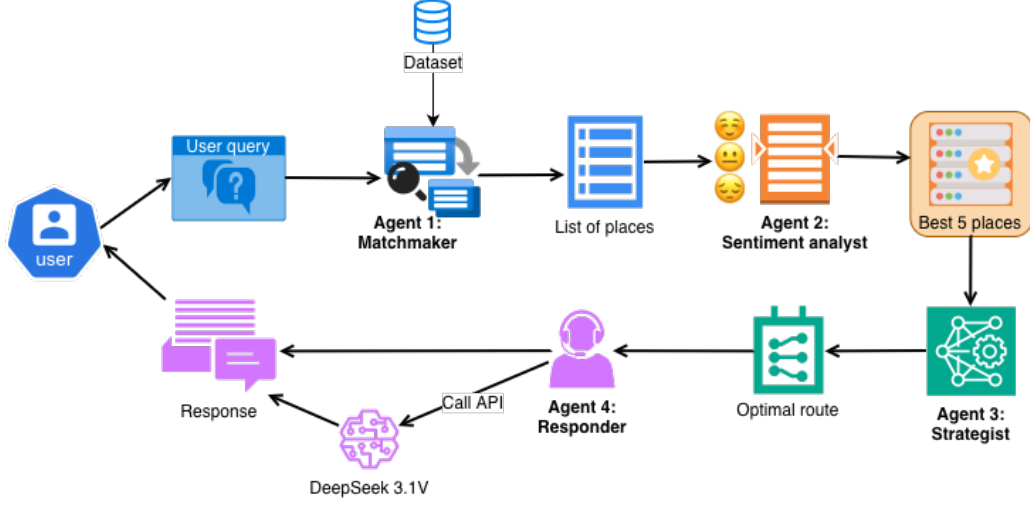 Dataset
User query
?
Agent 1:
Matchmaker
List of places
Agent 2:
Sentiment analyst
Best 5 places
user
Response
Call API
Agent 4:
Responder
Optimal route
Agent 3:
Strategist
DeepSeek 3.1V